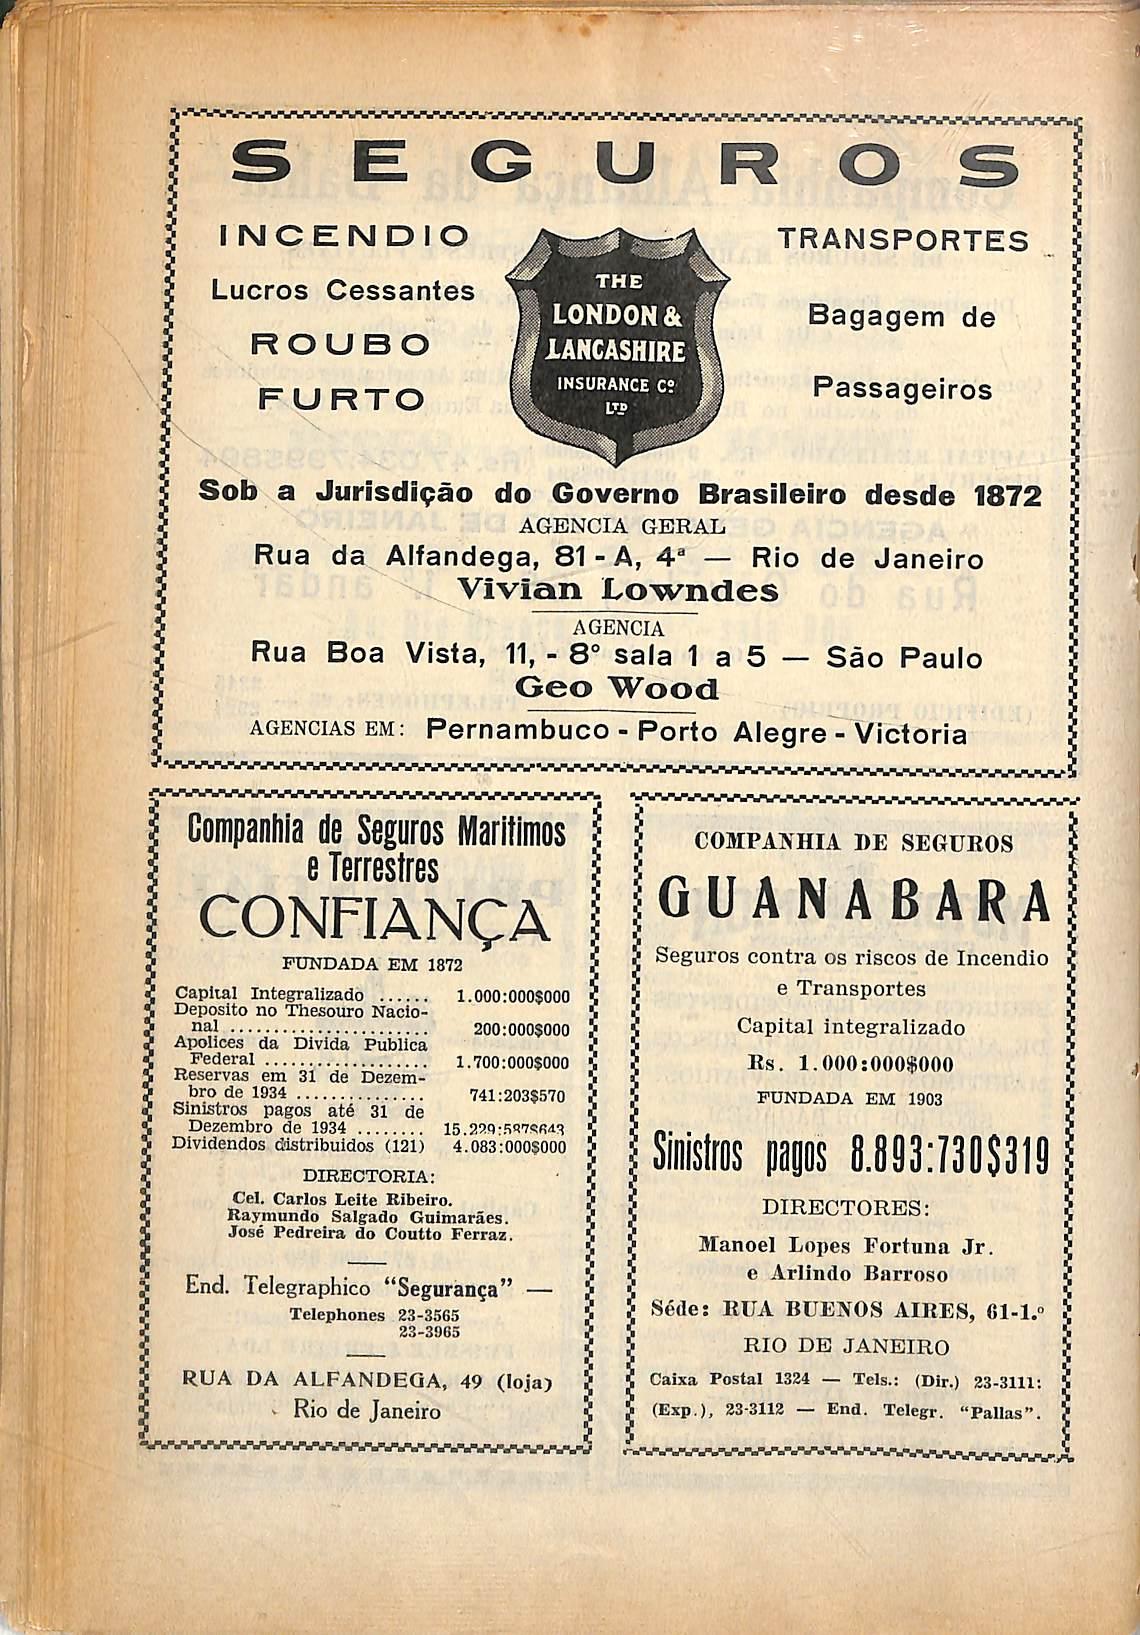 SEGUROS
INCENDIO
Lucros Cessantes
ROUBO
FURTO
THE
LONDON &
LANCASHIRE
INSURANCE Cº
LTD
TRANSPORTES
Bagagem de
Passageiros
Sob a Jurisdição do Governo Brasileiro desde 1872
AGENCIA GERAL
Rua da Alfandega, 81 - A, 4ª — Rio de Janeiro
Vivian Lowndes
AGENCIA
Rua Boa Vista, 11, - 8º sala 1 a 5 — São Paulo
Geo Wood
AGENCIAS EM: Pernambuco - Porto Alegre - Victoria
Companhia de Seguros Maritimos
e Terrestres
CONFIANÇA
FUNDADA EM 1872
Capital Integralizado ...... 1.000:000$000
Deposito no Thesouro Nacio-
nal ....................... 200:000$000
Apolices da Divida Publica
Federal ................... 1.700:000$000
Reservas em 31 de Dezem-
bro de 1934 ............... 741:203$570
Sinistros pagos até 31 de
Dezembro de 1934 ........ 15.229:587$643
Dividendos distribuidos (121) 4.083:000$000
DIRECTORIA:
Cel. Carlos Leite Ribeiro.
Raymundo Salgado Guimarães.
José Pedreira do Coutto Ferraz.
End. Telegraphico “Segurança” —
Telephones 23-3565
23-3965
RUA DA ALFANDEGA, 49 (loja)
Rio de Janeiro
COMPANHIA DE SEGUROS
GUANABARA
Seguros contra os riscos de Incendio
e Transportes
Capital integralizado
Rs. 1.000:000$000
FUNDADA EM 1903
Sinistros pagos 8.893:730$319
DIRECTORES:
Manoel Lopes Fortuna Jr.
e Arlindo Barroso
Séde: RUA BUENOS AIRES, 61-1.º
RIO DE JANEIRO
Caixa Postal 1324 — Tels.: (Dir.) 23-3111:
(Exp.), 23-3112 — End. Telegr. “Pallas”.